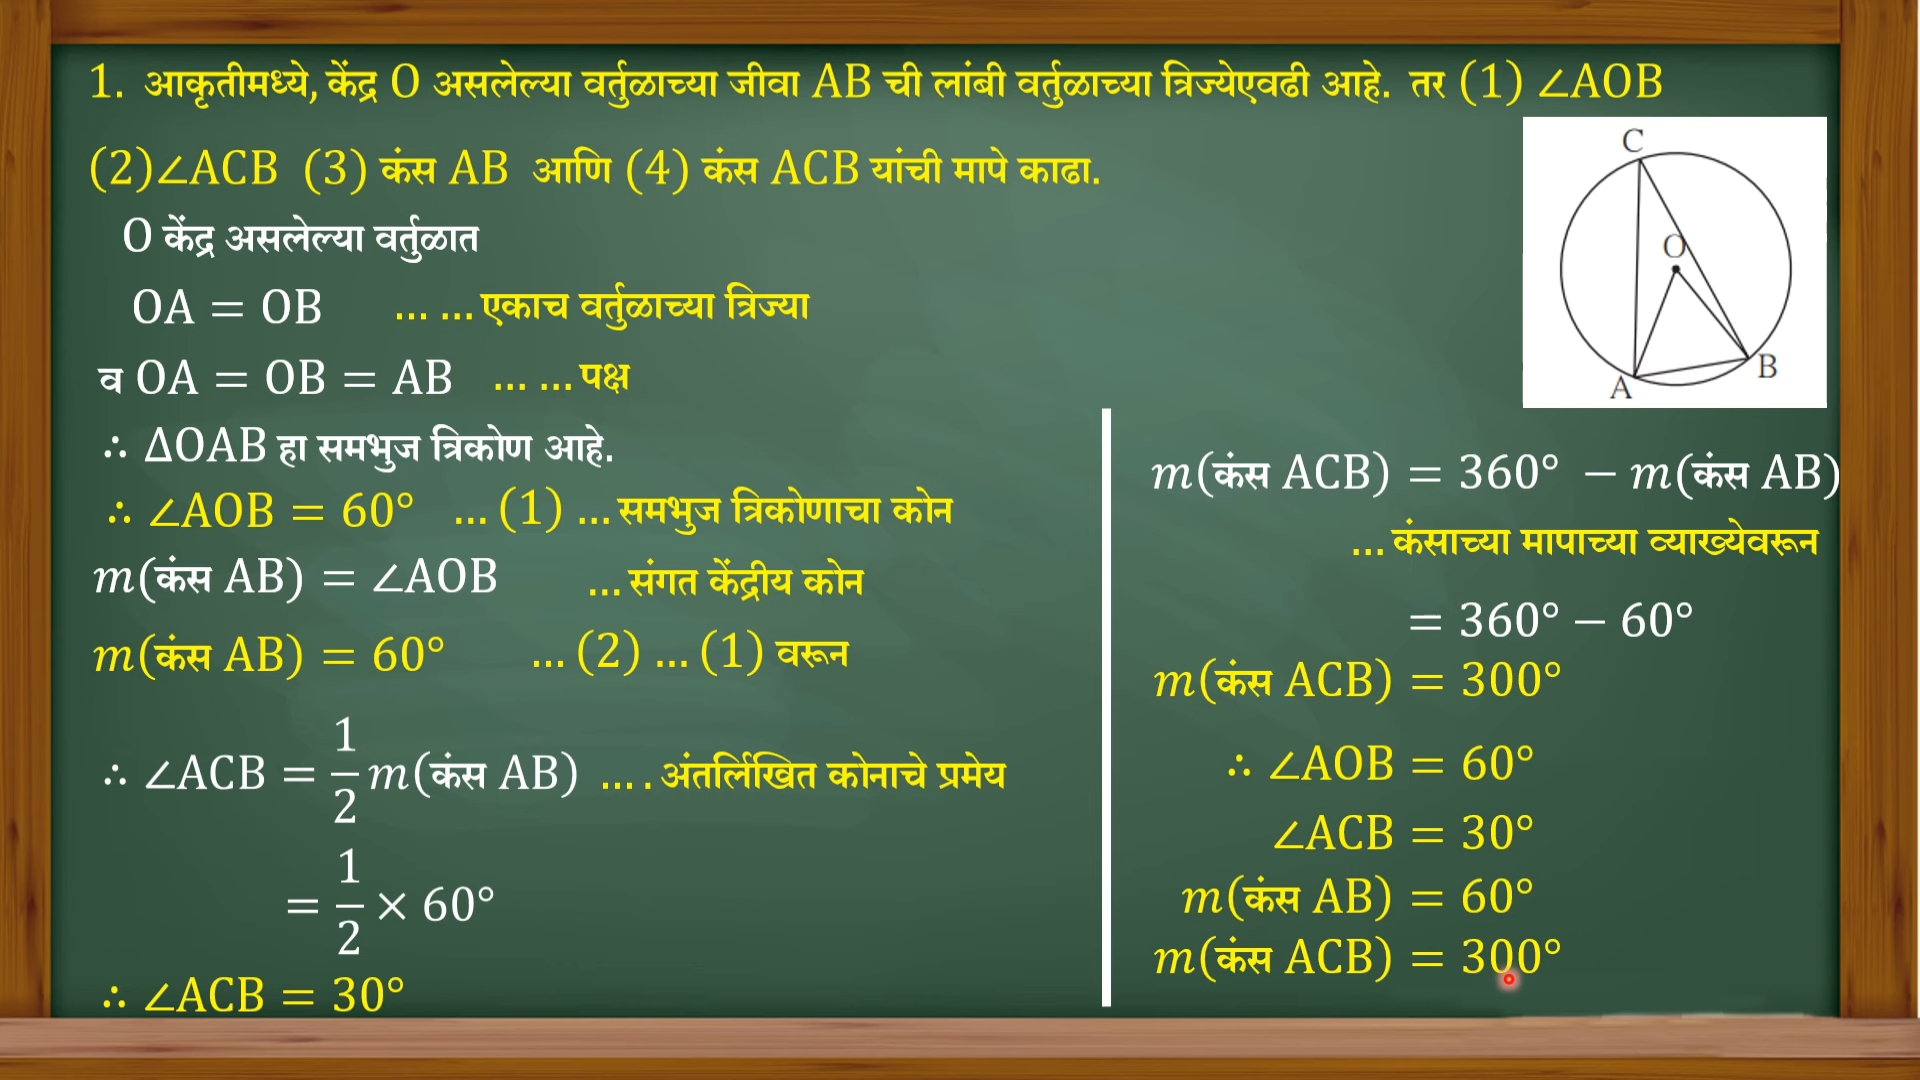 1. आकृतीमध्ये, केंद्र O असलेल्या वर्तुळाच्या जीवा AB ची लांबी वर्तुळाच्या त्रिज्येएवढी आहे. तर (1) ∠AOB
(2)∠ACB (3) कंस AB आणि (4) कंस ACB यांची मापे काढा.
O केंद्र असलेल्या वर्तुळात
OA = OB ... ... एकाच वर्तुळाच्या त्रिज्या
व OA = OB = AB ... ... पक्ष
∴ ΔOAB हा समभुज त्रिकोण आहे.
∴ ∠AOB = 60° ... (1) ... समभुज त्रिकोणाचा कोन
m(कंस AB) = ∠AOB ... संगत केंद्रीय कोन
m(कंस AB) = 60° ... (2) ... (1) वरून
∴ ∠ACB = 1/2 m(कंस AB) ... . अंतर्लिखित कोनाचे प्रमेय
= 1/2 × 60°
∴ ∠ACB = 30°
C
O
B
A
m(कंस ACB) = 360° − m(कंस AB)
... कंसाच्या मापाच्या व्याख्येवरून
= 360° − 60°
m(कंस ACB) = 300°
∴ ∠AOB = 60°
∠ACB = 30°
m(कंस AB) = 60°
m(कंस ACB) = 300°